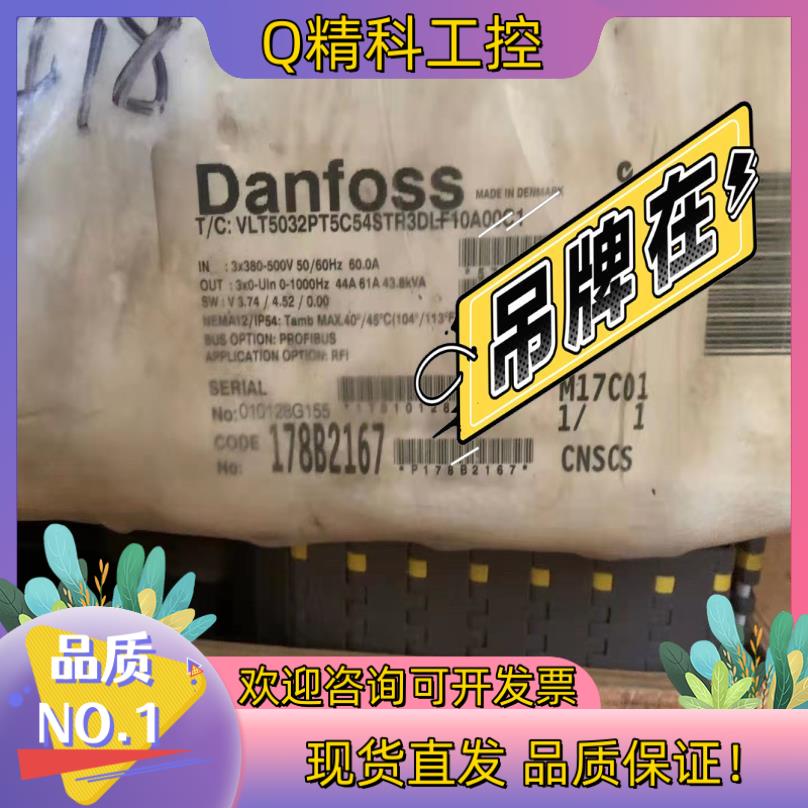 Q精科工控
118
Danfoss
MADE IN DENMARK
T/C: VLT5032PT5C54STR3DLF10A00C1
IN : 3x380-500V 50/60Hz 60.0A
OUT : 3x0-Uin 0-1000Hz 44A 61A 43.8kVA
SW : V 3.74 / 4.52 / 0.00
NEMA12/IP54: Tamb MAX.40°/45°C(104°/113°F
BUS OPTION: PROFIBUS
APPLICATION OPTION: RFI
SERIAL
No:010128G155
CODE
No:
178B2167
*P178B2167*
M17C01
1/ 1
CNSCS
吊牌在
品质
NO.1
欢迎咨询可开发票
现货直发 品质保证!